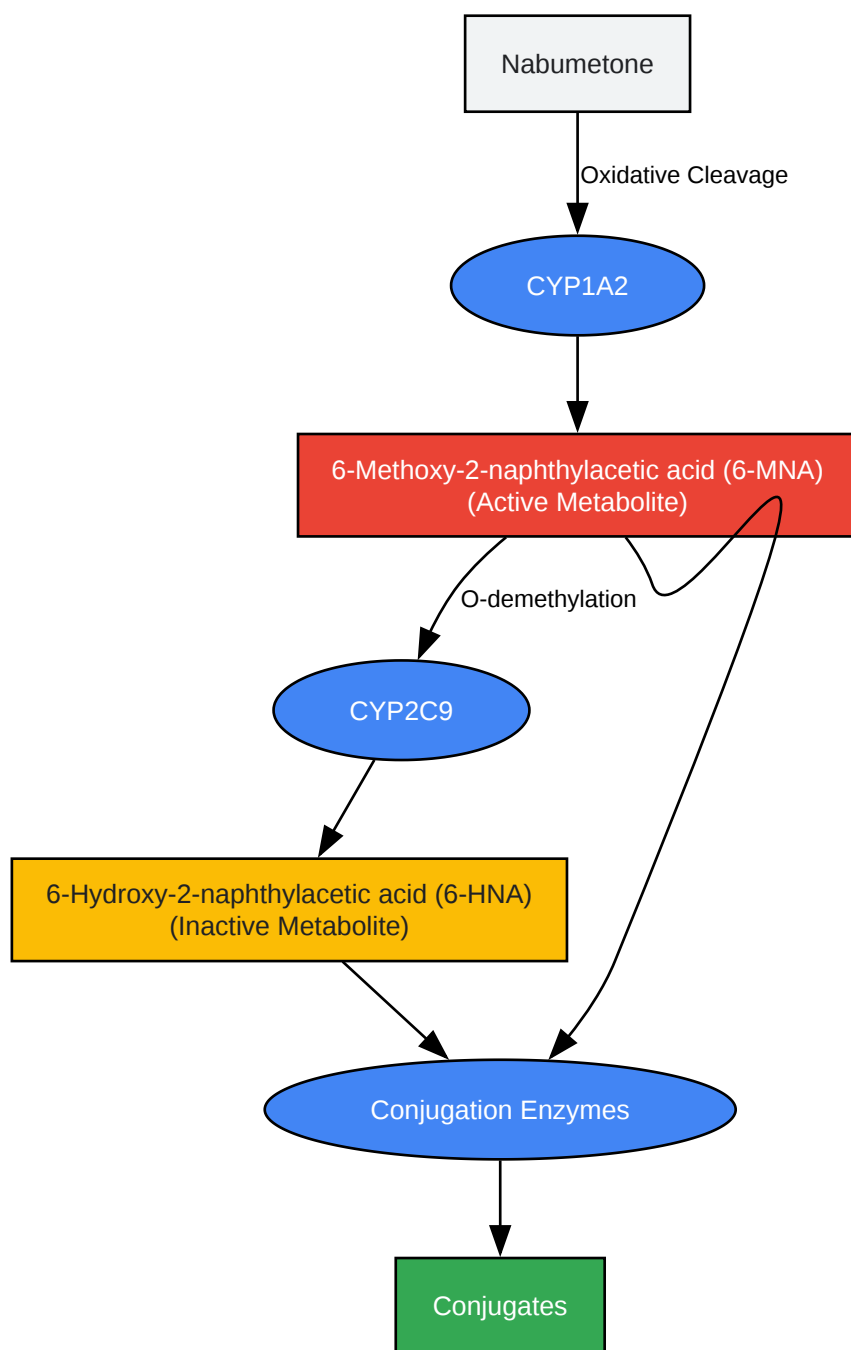 Nabumetone
Oxidative Cleavage
CYP1A2
6-Methoxy-2-naphthylacetic acid (6-MNA)
(Active Metabolite)
O-demethylation
CYP2C9
6-Hydroxy-2-naphthylacetic acid (6-HNA)
(Inactive Metabolite)
Conjugation Enzymes
Conjugates